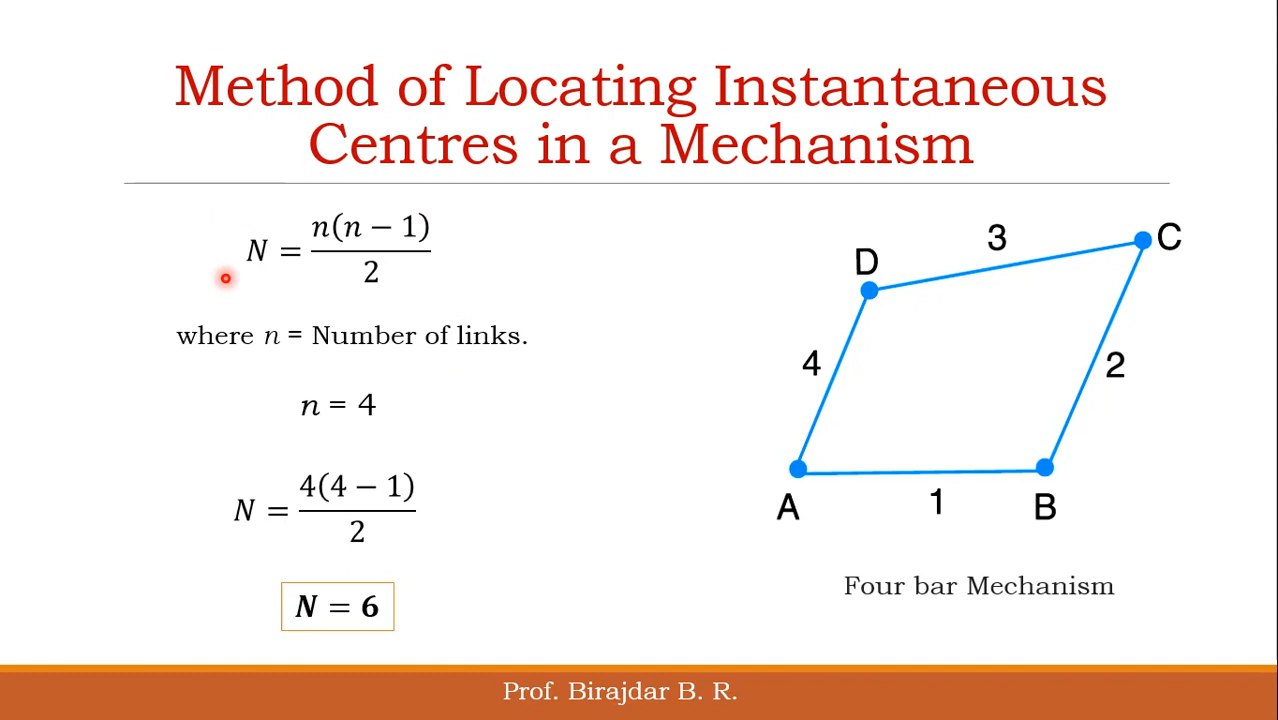 Method of Locating Instantaneous
Centres in a Mechanism
N = n(n − 1)/2
where n = Number of links.
n = 4
N = 4(4 − 1)/2
N = 6
D
3
C
4
2
A
1
B
Four bar Mechanism
Prof. Birajdar B. R.